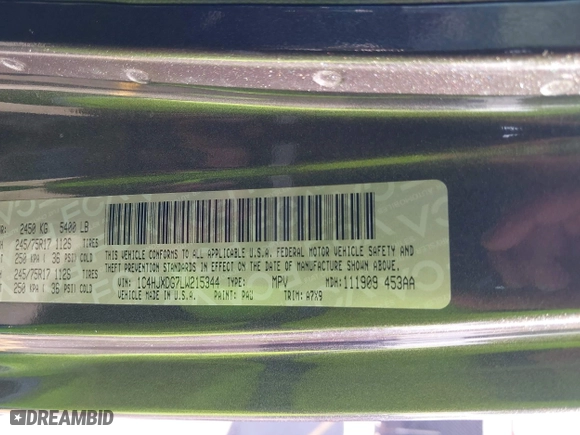 2450 KG 5400 LB
245/75R17 112S TIRES
250 KPA / 36 PSI COLD
245/75R17 112S TIRES
250 KPA / 36 PSI COLD
THIS VEHICLE CONFORMS TO ALL APPLICABLE U.S.A. FEDERAL MOTOR VEHICLE SAFETY AND
THEFT PREVENTION STANDARDS IN EFFECT ON THE DATE OF MANUFACTURE SHOWN ABOVE.
VIN: 1C4HJXDG7LW215344 TYPE: MPV MDH: 111909 453AA
VEHICLE MADE IN U.S.A. PAINT: PAU TRIM: A7X9
DREAMBID